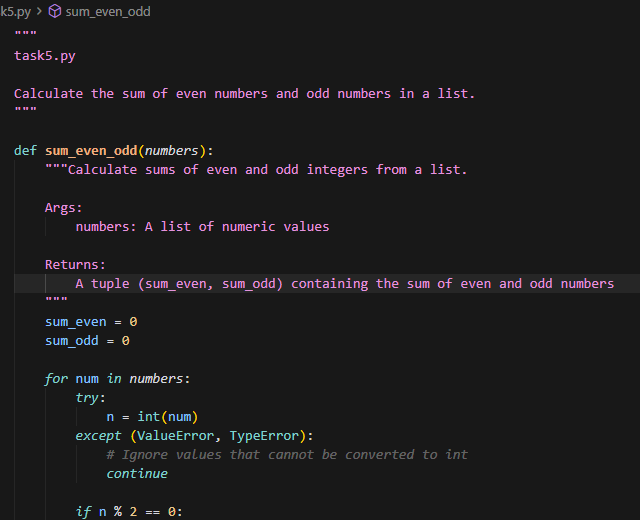 k5.py > sum_even_odd
"""
task5.py
Calculate the sum of even numbers and odd numbers in a list.
"""
def sum_even_odd(numbers):
"""Calculate sums of even and odd integers from a list.
Args:
numbers: A list of numeric values
Returns:
A tuple (sum_even, sum_odd) containing the sum of even and odd numbers
"""
sum_even = 0
sum_odd = 0
for num in numbers:
try:
n = int(num)
except (ValueError, TypeError):
# Ignore values that cannot be converted to int
continue
if n % 2 == 0: